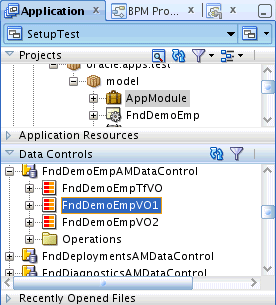 Application
BPM Pro...
SetupTest
Projects
oracle.apps.test
model
AppModule
FndDemoEmp
Application Resources
Data Controls
FndDemoEmpAMDataControl
FndDemoEmpTfVO
FndDemoEmpVO1
FndDemoEmpVO2
Operations
FndDeploymentsAMDataControl
FndDiagnosticsAMDataControl
Recently Opened Files